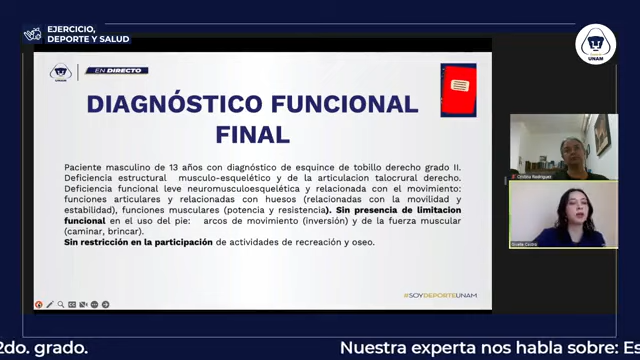 EJERCICIO,
DEPORTE Y SALUD
UNAM
UNAM
EN DIRECTO
DIAGNÓSTICO FUNCIONAL
FINAL
Paciente masculino de 13 años con diagnóstico de esquince de tobillo derecho grado II.
Deficiencia estructural musculo-esquelético y de la articulacion talocrural derecho.
Deficiencia funcional leve neuromusculoesquelética y relacionada con el movimiento:
funciones articulares y relacionadas con huesos (relacionadas con la movilidad y
estabilidad), funciones musculares (potencia y resistencia). Sin presencia de limitacion
funcional en el uso del pie: arcos de movimiento (inversión) y de la fuerza muscular
(caminar, brincar).
Sin restricción en la participación de actividades de recreación y oseo.
#SOYDEPORTEUNAM
Cristina Rodriguez
2do. grado.
Nuestra experta nos habla sobre: Es